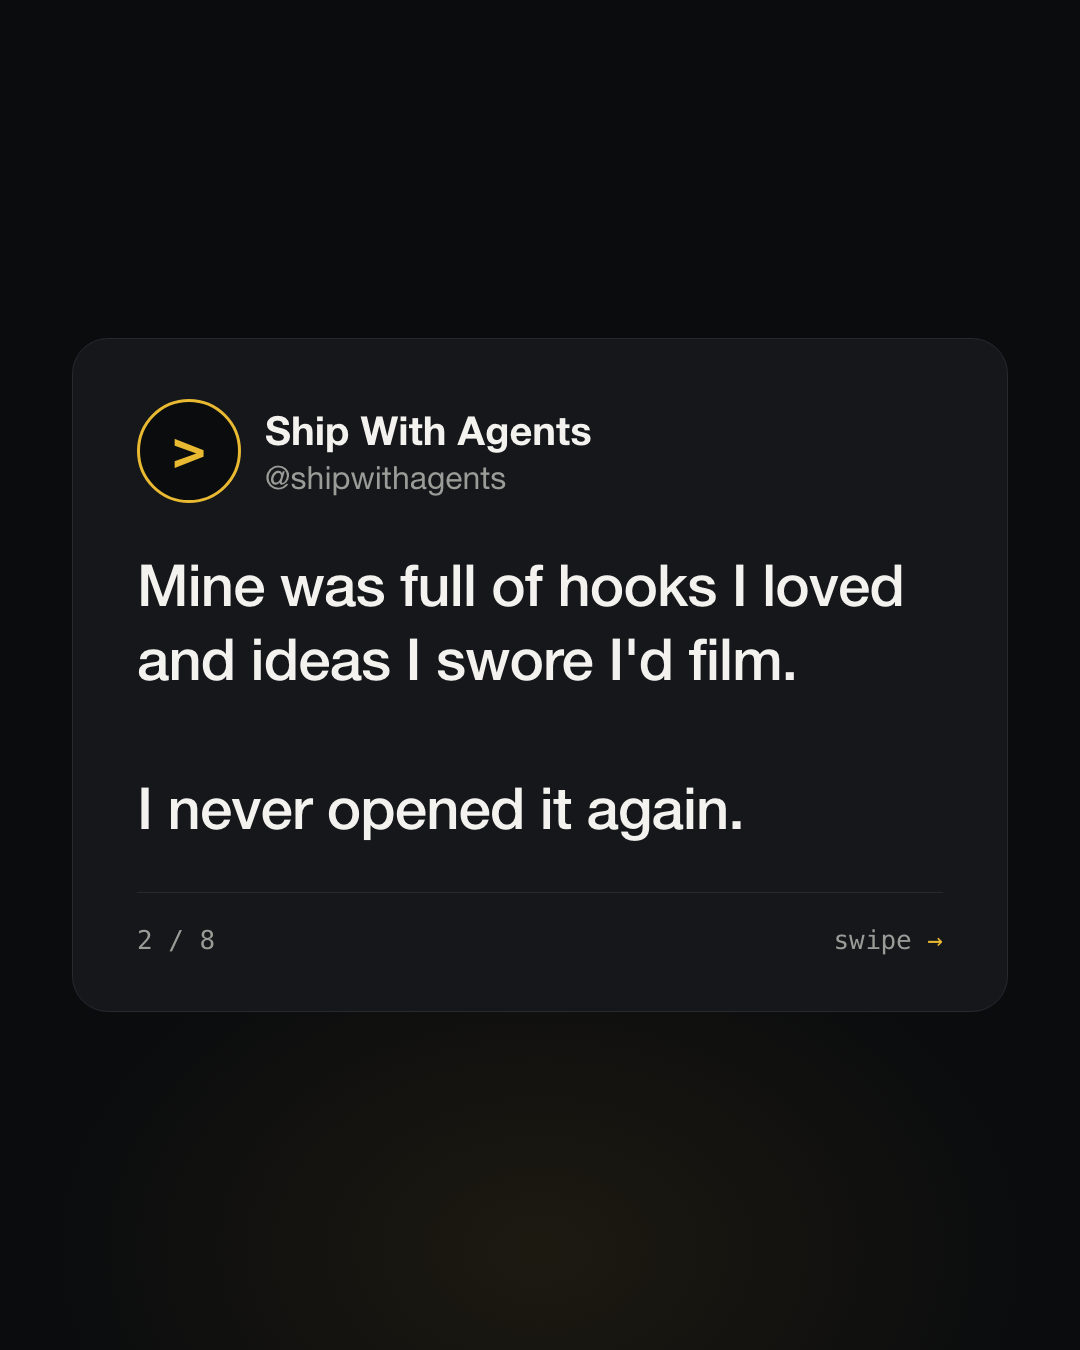 >
Ship With Agents
@shipwithagents
Mine was full of hooks I loved
and ideas I swore I'd film.
I never opened it again.
2 / 8
swipe →